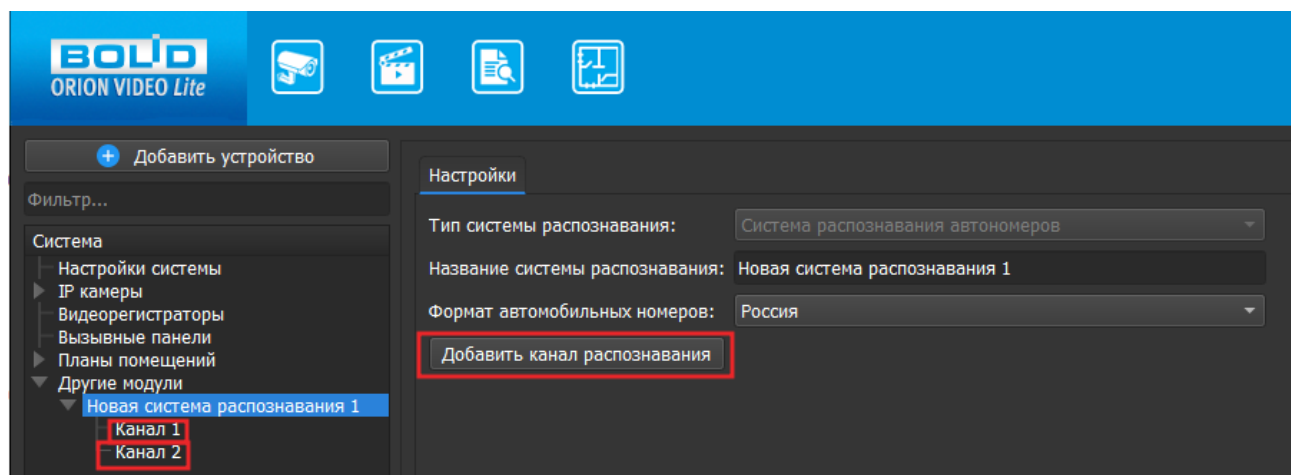 BOLID
ORION VIDEO Lite
Добавить устройство
Фильтр...
Система
Настройки системы
IP камеры
Видеорегистраторы
Вызывные панели
Планы помещений
Другие модули
Новая система распознавания 1
Канал 1
Канал 2
Настройки
Тип системы распознавания: Система распознавания автономеров
Название системы распознавания: Новая система распознавания 1
Формат автомобильных номеров: Россия
Добавить канал распознавания